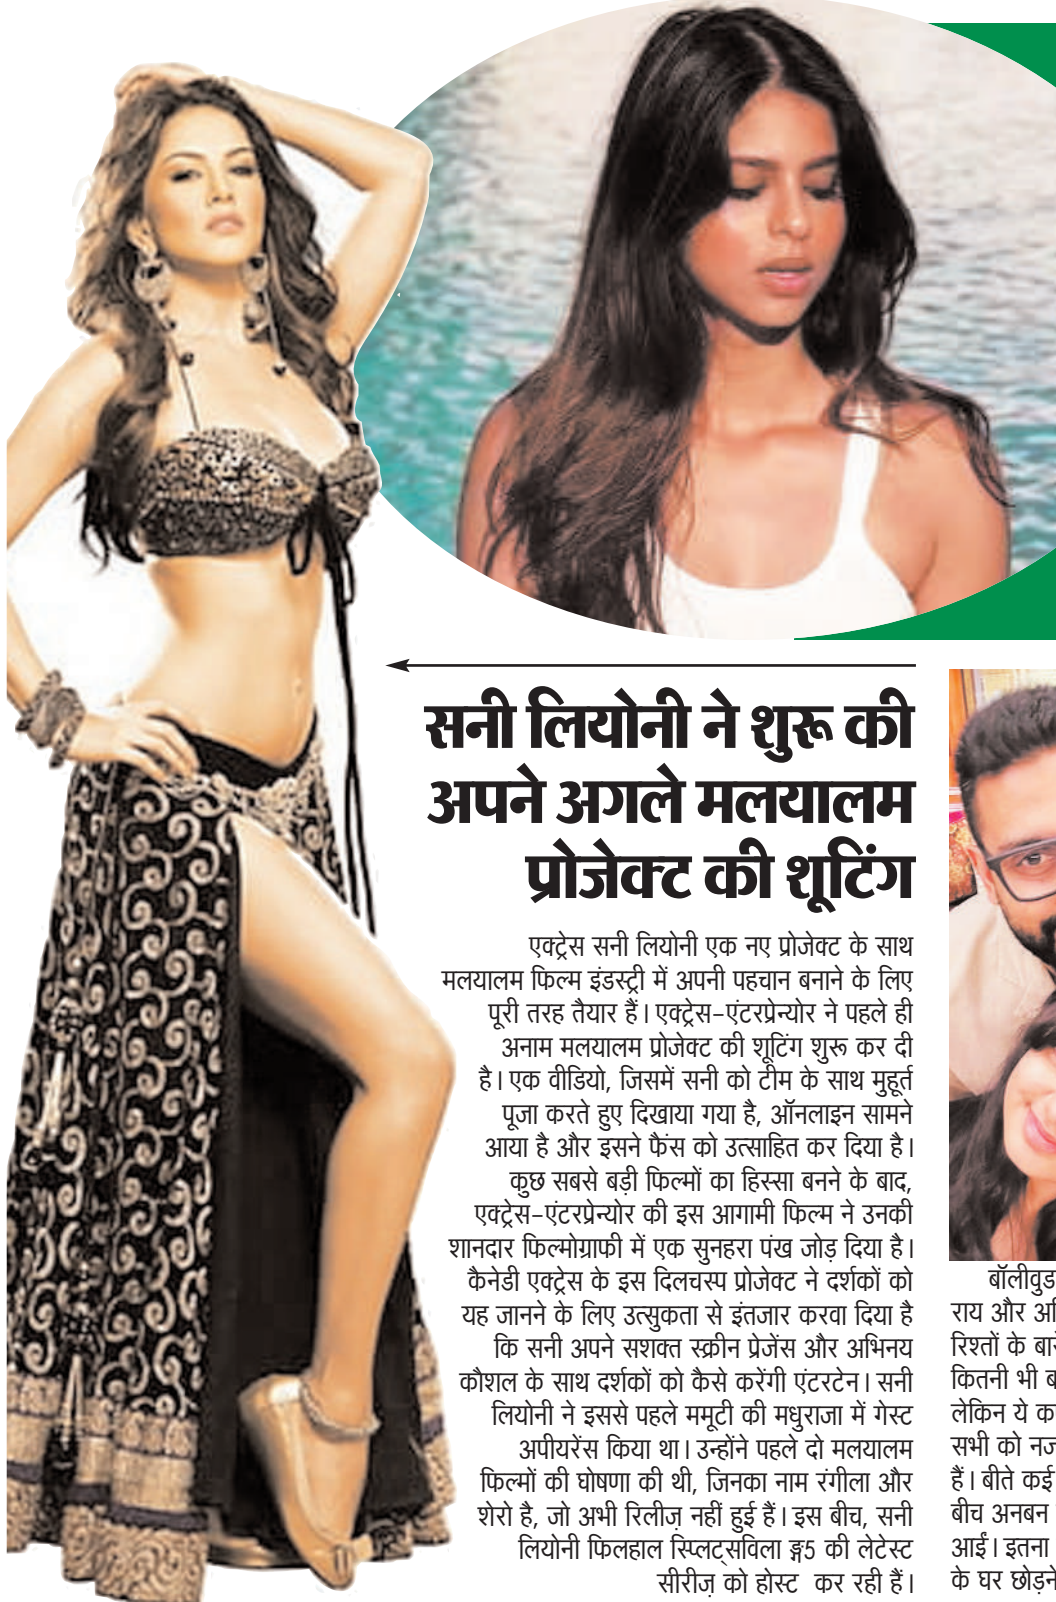 सनी लियोनी ने शुरू की
अपने अगले मलयालम
प्रोजेक्ट की शूटिंग
एक्ट्रेस सनी लियोनी एक नए प्रोजेक्ट के साथ
मलयालम फिल्म इंडस्ट्री में अपनी पहचान बनाने के लिए
पूरी तरह तैयार हैं। एक्ट्रेस-एंटरप्रेन्योर ने पहले ही
अनाम मलयालम प्रोजेक्ट की शूटिंग शुरू कर दी
है। एक वीडियो, जिसमें सनी को टीम के साथ मुहूर्त
पूजा करते हुए दिखाया गया है, ऑनलाइन सामने
आया है और इसने फैंस को उत्साहित कर दिया है।
कुछ सबसे बड़ी फिल्मों का हिस्सा बनने के बाद,
एक्ट्रेस-एंटरप्रेन्योर की इस आगामी फिल्म ने उनकी
शानदार फिल्मोग्राफी में एक सुनहरा पंख जोड़ दिया है।
कैनेडी एक्ट्रेस के इस दिलचस्प प्रोजेक्ट ने दर्शकों को
यह जानने के लिए उत्सुकता से इंतजार करवा दिया है
कि सनी अपने सशक्त स्क्रीन प्रेजेंस और अभिनय
कौशल के साथ दर्शकों को कैसे करेंगी एंटरटेन। सनी
लियोनी ने इससे पहले ममूटी की मधुराजा में गेस्ट
अपीयरेंस किया था। उन्होंने पहले दो मलयालम
फिल्मों की घोषणा की थी, जिनका नाम रंगीला और
शेरो है, जो अभी रिलीज़ नहीं हुई हैं। इस बीच, सनी
लियोनी फिलहाल स्प्लिट्सविला ङ्ग5 की लेटेस्ट
सीरीज़ को होस्ट कर रही हैं।
बॉलीवुड
राय और
रिश्तों के
कितनी भी
लेकिन ये
सभी को
हैं। बीते कई
बीच अनबन
आई। इतना
के घर